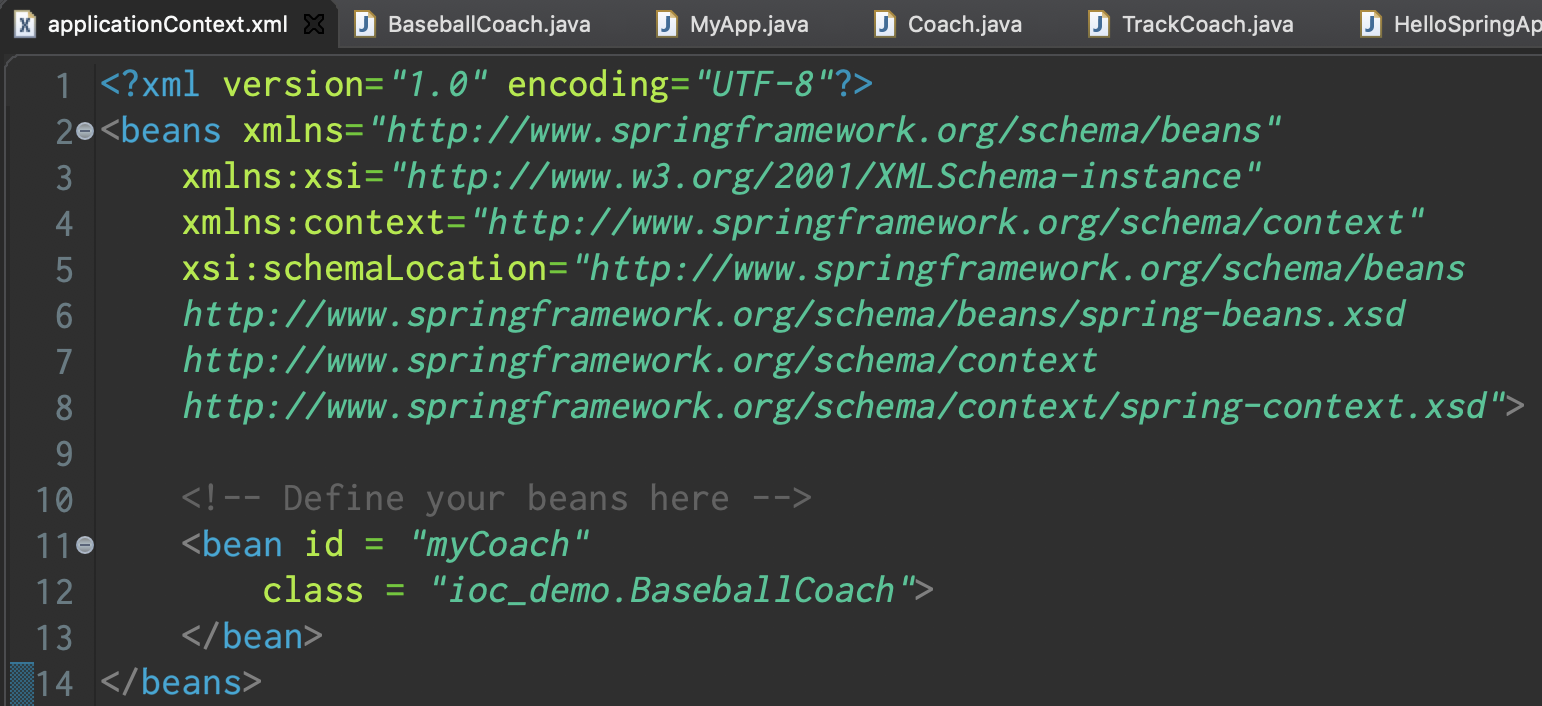 applicationContext.xml BaseballCoach.java MyApp.java Coach.java TrackCoach.java HelloSpringAp
1 <?xml version="1.0" encoding="UTF-8"?>
2 <beans xmlns="http://www.springframework.org/schema/beans"
3 xmlns:xsi="http://www.w3.org/2001/XMLSchema-instance"
4 xmlns:context="http://www.springframework.org/schema/context"
5 xsi:schemaLocation="http://www.springframework.org/schema/beans
6 http://www.springframework.org/schema/beans/spring-beans.xsd
7 http://www.springframework.org/schema/context
8 http://www.springframework.org/schema/context/spring-context.xsd">
9
10 <!-- Define your beans here -->
11 <bean id = "myCoach"
12 class = "ioc_demo.BaseballCoach">
13 </bean>
14 </beans>